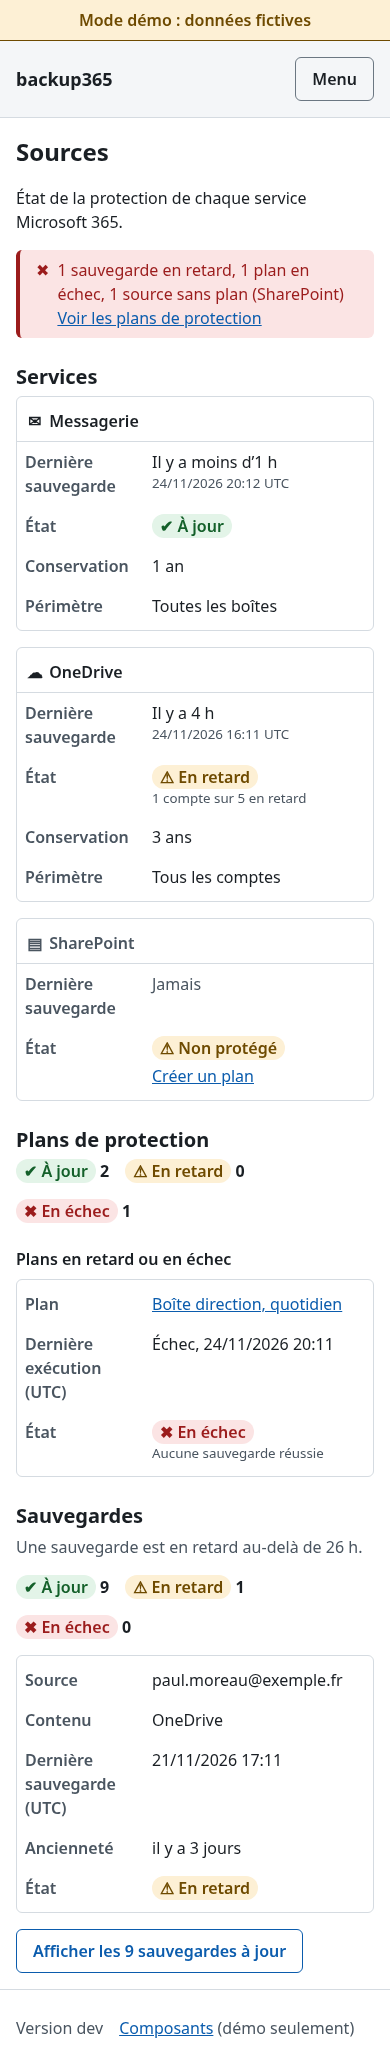 Mode démo : données fictives
backup365
Menu
Sources
État de la protection de chaque service
Microsoft 365.
✖ 1 sauvegarde en retard, 1 plan en
échec, 1 source sans plan (SharePoint)
Voir les plans de protection
Services
✉ Messagerie
Dernière
sauvegarde
Il y a moins d’1 h
24/11/2026 20:12 UTC
État
✔ À jour
Conservation
1 an
Périmètre
Toutes les boîtes
☁ OneDrive
Dernière
sauvegarde
Il y a 4 h
24/11/2026 16:11 UTC
État
⚠ En retard
1 compte sur 5 en retard
Conservation
3 ans
Périmètre
Tous les comptes
▤ SharePoint
Dernière
sauvegarde
Jamais
État
⚠ Non protégé
Créer un plan
Plans de protection
✔ À jour 2 ⚠ En retard 0
✖ En échec 1
Plans en retard ou en échec
Plan
Boîte direction, quotidien
Dernière
exécution
(UTC)
Échec, 24/11/2026 20:11
État
✖ En échec
Aucune sauvegarde réussie
Sauvegardes
Une sauvegarde est en retard au-delà de 26 h.
✔ À jour 9 ⚠ En retard 1
✖ En échec 0
Source
paul.moreau@exemple.fr
Contenu
OneDrive
Dernière
sauvegarde
(UTC)
21/11/2026 17:11
Ancienneté
il y a 3 jours
État
⚠ En retard
Afficher les 9 sauvegardes à jour
Version dev Composants (démo seulement)